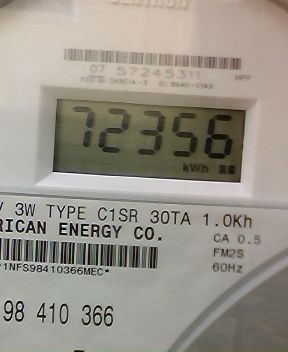 07 57245311
72356
kWh
V 3W TYPE C1SR 30TA 1.0Kh
RICAN ENERGY CO.
CA 0.5
FM2S
60Hz
1NFS98410366MEC*
98 410 366